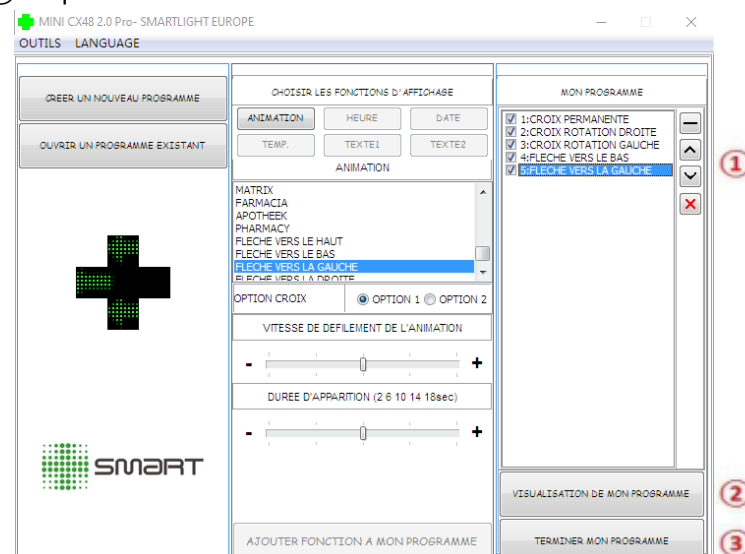 MINI CX48 2.0 Pro- SMARTLIGHT EUROPE
OUTILS LANGUAGE
CREER UN NOUVEAU PROGRAMME
OUVRIR UN PROGRAMME EXISTANT
SMART
CHOISIR LES FONCTIONS D'AFFICHAGE
ANIMATION HEURE DATE
TEMP. TEXTE1 TEXTE2
ANIMATION
MATRIX
FARMACIA
APOTHEEK
PHARMACY
FLECHE VERS LE HAUT
FLECHE VERS LE BAS
FLECHE VERS LA GAUCHE
FLECHE VERS LA DROITE
OPTION CROIX OPTION 1 OPTION 2
VITESSE DE DEFILEMENT DE L'ANIMATION
- +
DUREE D'APPARITION (2 6 10 14 18sec)
- +
AJOUTER FONCTION A MON PROGRAMME
MON PROGRAMME
1:CROIX PERMANENTE
2:CROIX ROTATION DROITE
3:CROIX ROTATION GAUCHE
4:FLECHE VERS LE BAS
5:FLECHE VERS LA GAUCHE
①
VISUALISATION DE MON PROGRAMME
②
TERMINER MON PROGRAMME
③